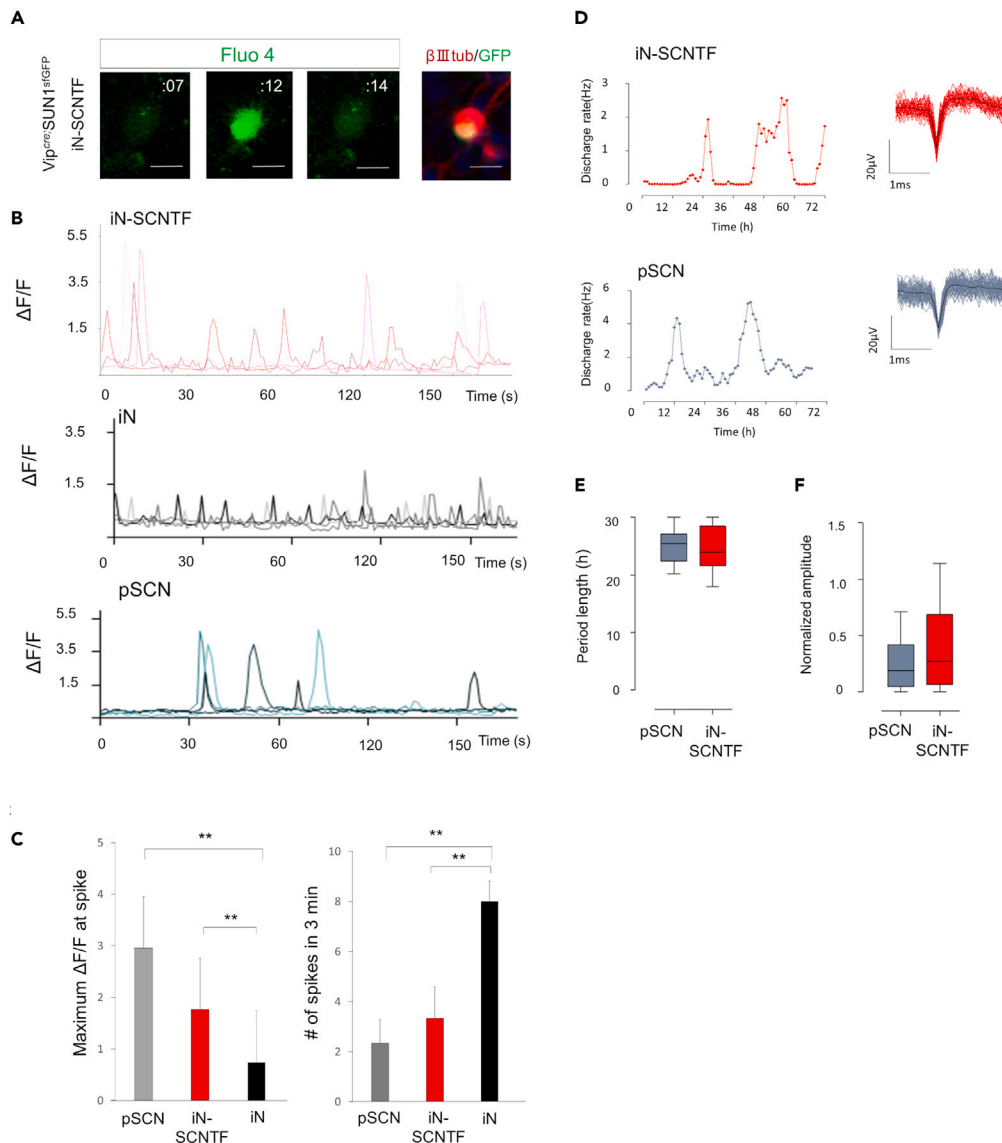 A
Fluo 4
βⅢtub/GFP
Vipcre:SUN1sfGFP
iN-SCNTF
:07
:12
:14
B
iN-SCNTF
ΔF/F
5.5
3.5
1.5
0 30 60 120 150 Time (s)
iN
ΔF/F
3.5
1.5
0 30 60 120 150 Time (s)
pSCN
ΔF/F
5.5
3.5
1.5
0 30 60 120 150 Time (s)
:
C
Maximum ΔF/F at spike
5
4
3
2
1
0
**
**
pSCN iN-SCNTF iN
# of spikes in 3 min
10
8
6
4
2
0
**
**
pSCN iN-SCNTF iN
D
iN-SCNTF
Discharge rate(Hz)
3
2
1
0
0 12 24 36 48 60 72
Time (h)
20μV
1ms
pSCN
Discharge rate(Hz)
6
4
2
0
0 12 24 36 48 60 72
Time (h)
20μV
1ms
E
Period length (h)
30
20
10
0
pSCN iN-SCNTF
F
Normalized amplitude
1.5
1.0
0.5
0
pSCN iN-SCNTF